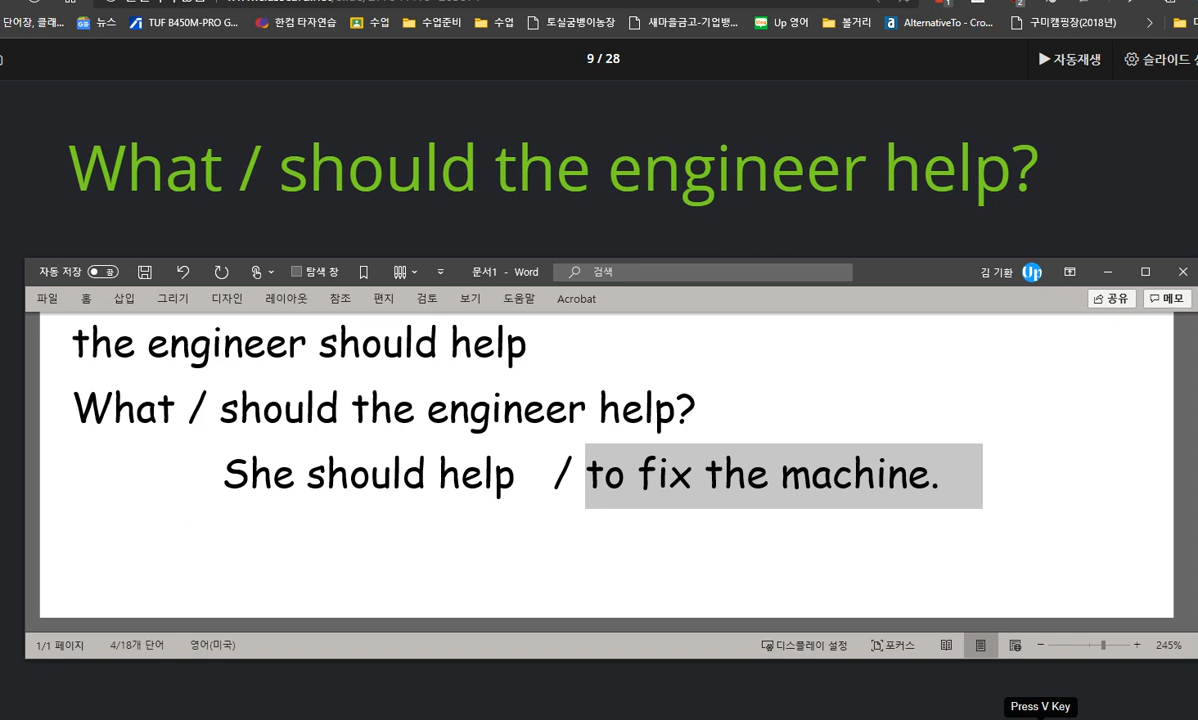 단어장, 클래... 뉴스 TUF B450M-PRO G... 한컴 타자연습 수업 수업준비 수업 토실굼벵이농장 새마을금고-기업뱅... Up 영어 볼거리 AlternativeTo - Cro... 구미캠핑장(2018년)
9 / 28 자동재생 슬라이드
What / should the engineer help?
자동 저장 끔 탐색 창 문서1 - Word 검색 김 기환 Up
파일 홈 삽입 그리기 디자인 레이아웃 참조 편지 검토 보기 도움말 Acrobat 공유 메모
the engineer should help
What / should the engineer help?
She should help / to fix the machine.
1/1 페이지 4/18개 단어 영어(미국) 디스플레이 설정 포커스 245%
Press V Key